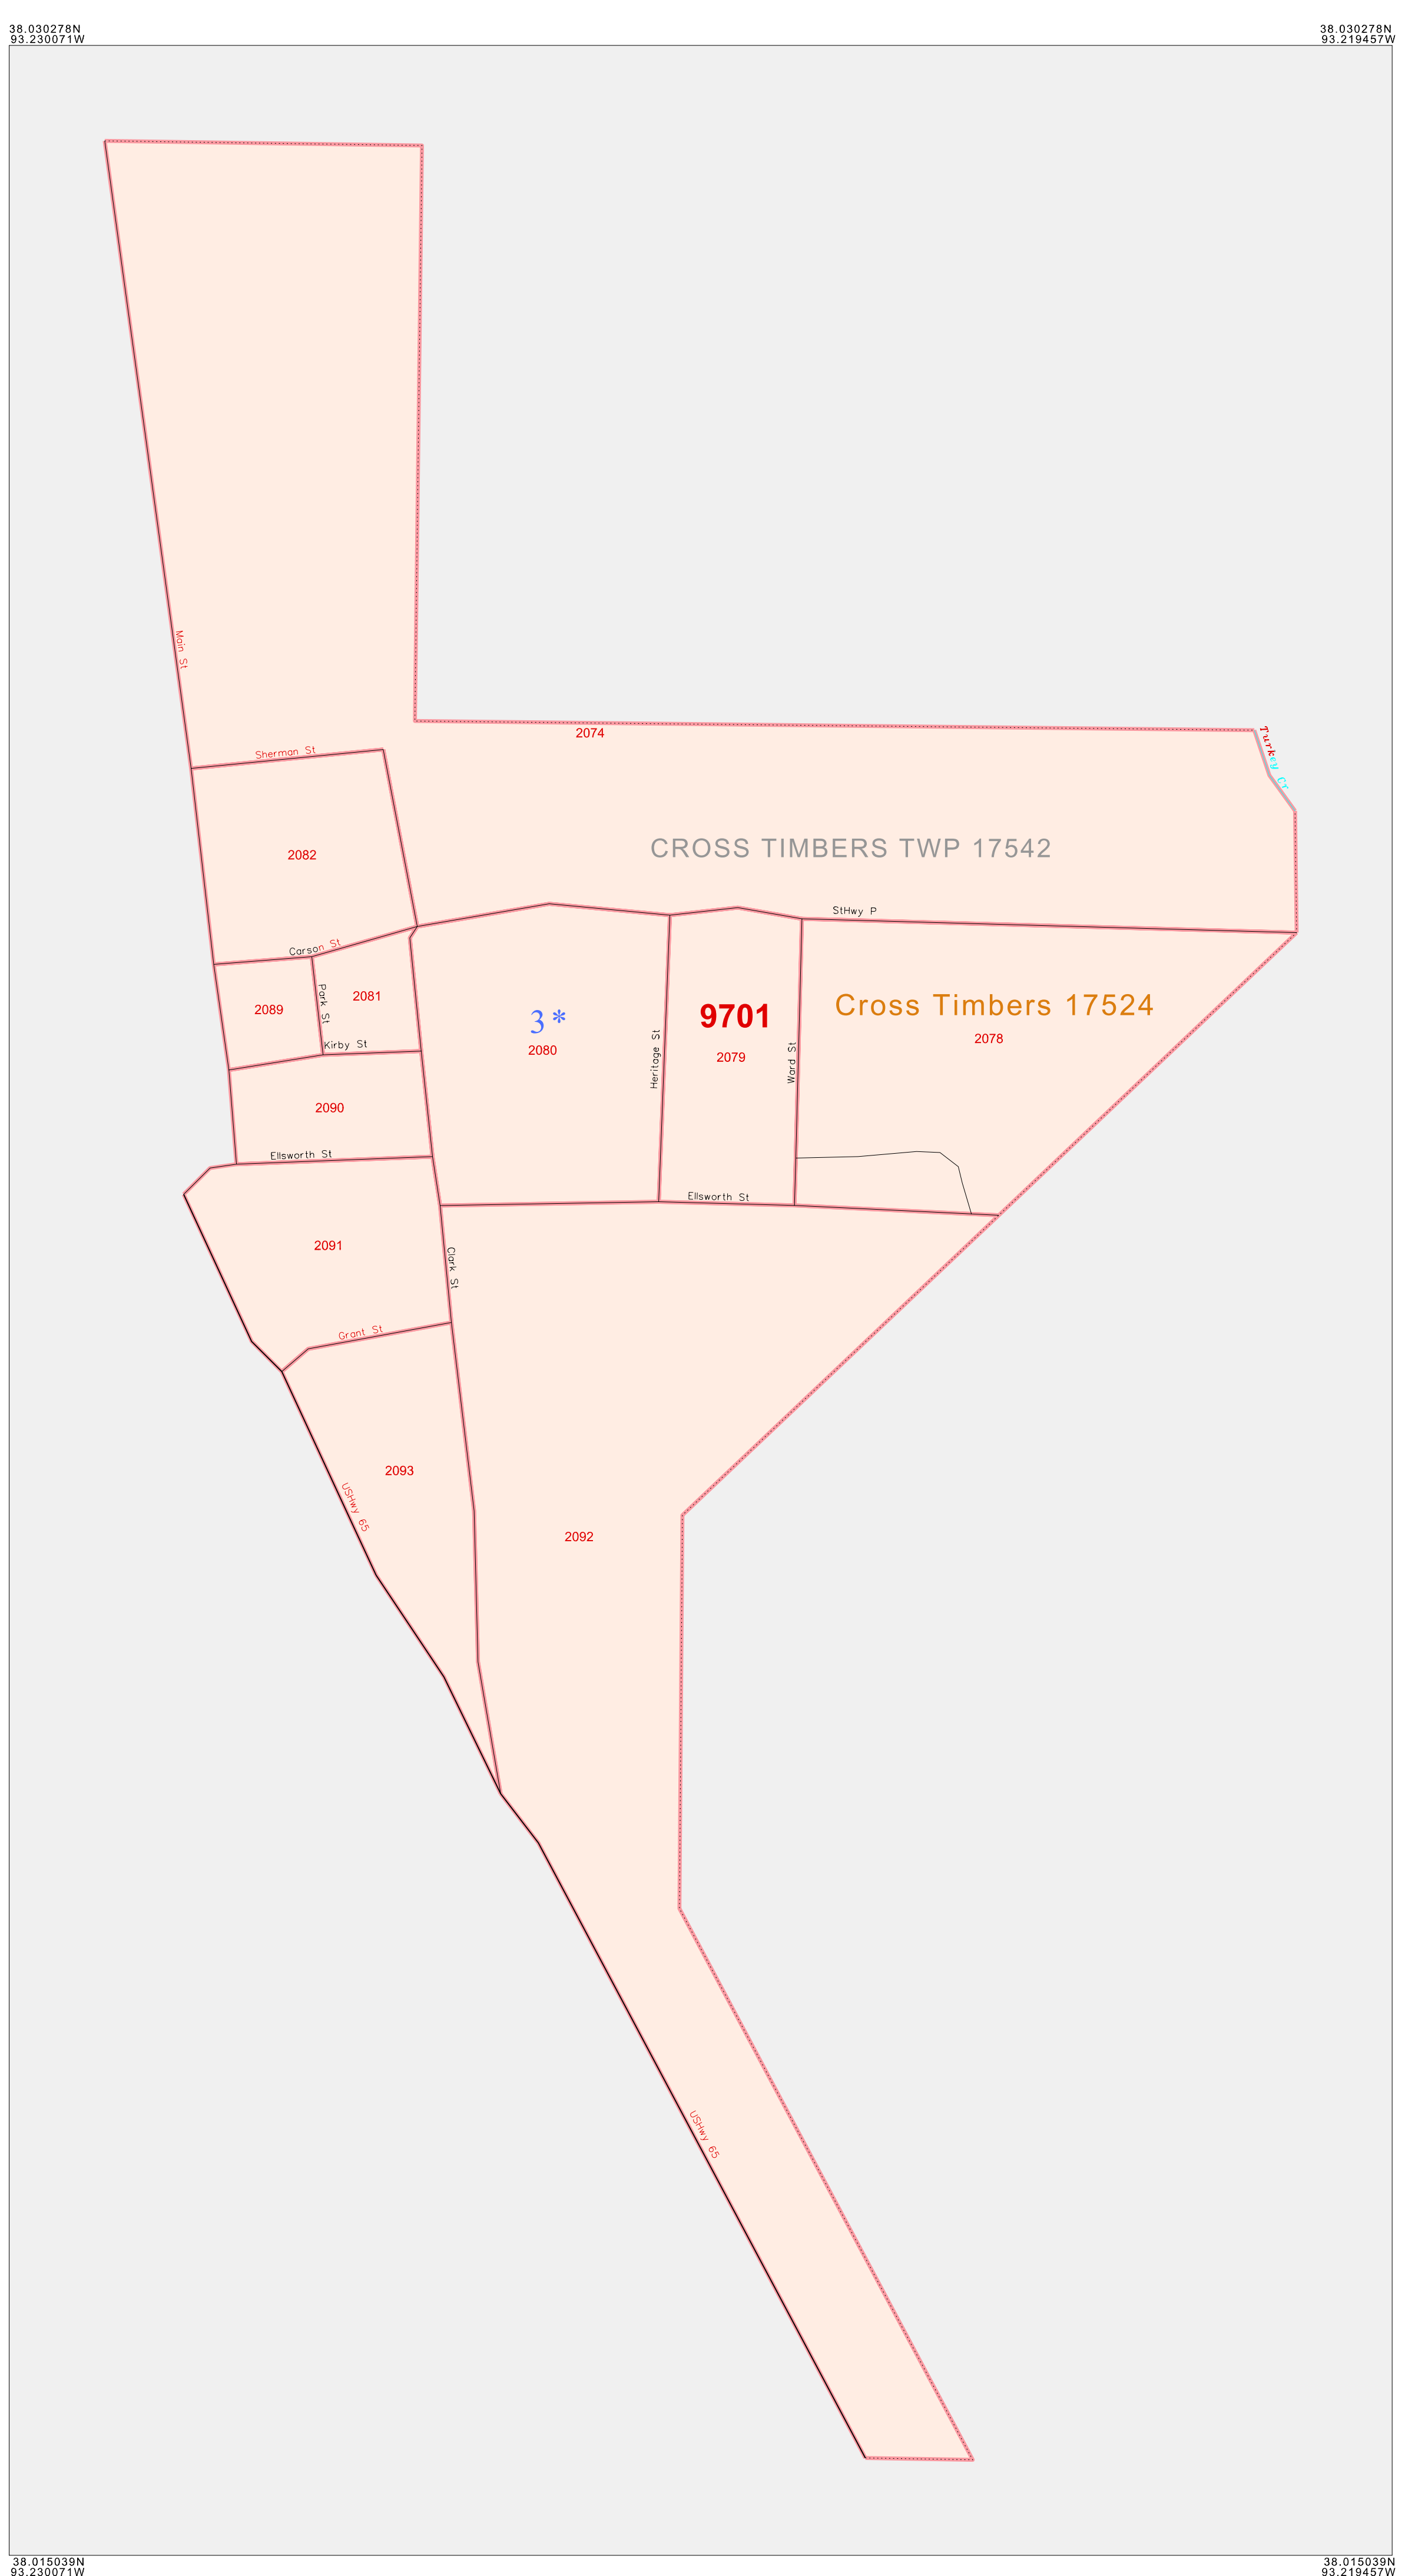 38.030278N
93.230071W
38.030278N
93.219457W
Main St
2074
Turkey Cr
Sherman St
2082
CROSS TIMBERS TWP 17542
StHwy P
Carson St
2089
Park St
2081
Kirby St
3*
2080
Heritage St
9701
2079
Ward St
Cross Timbers 17524
2078
2090
Ellsworth St
Ellsworth St
2091
Clark St
Grant St
2093
USHwy 65
2092
USHwy 65
38.015039N
93.230071W
38.015039N
93.219457W